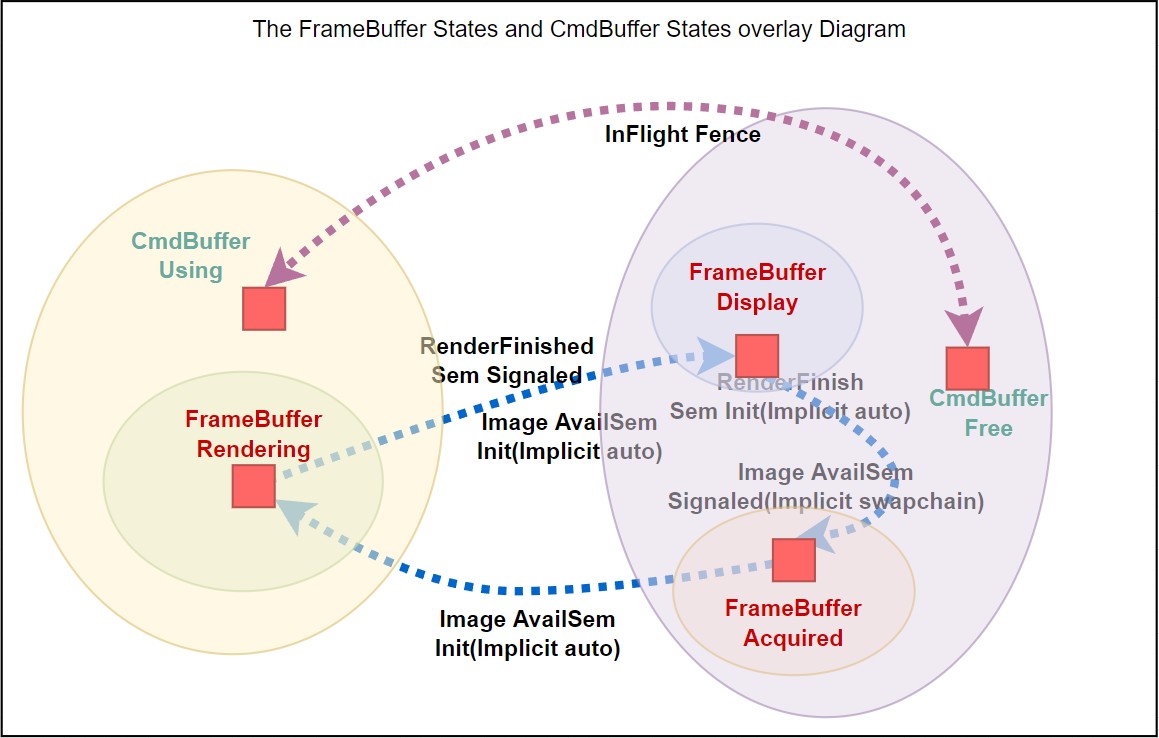 The FrameBuffer States and CmdBuffer States overlay Diagram
InFlight Fence
CmdBuffer
Using
FrameBuffer
Display
RenderFinished
Sem Signaled
RenderFinish
Sem Init(Implicit auto)
CmdBuffer
Free
FrameBuffer
Rendering
Image AvailSem
Init(Implicit auto)
Image AvailSem
Signaled(Implicit swapchain)
FrameBuffer
Acquired
Image AvailSem
Init(Implicit auto)